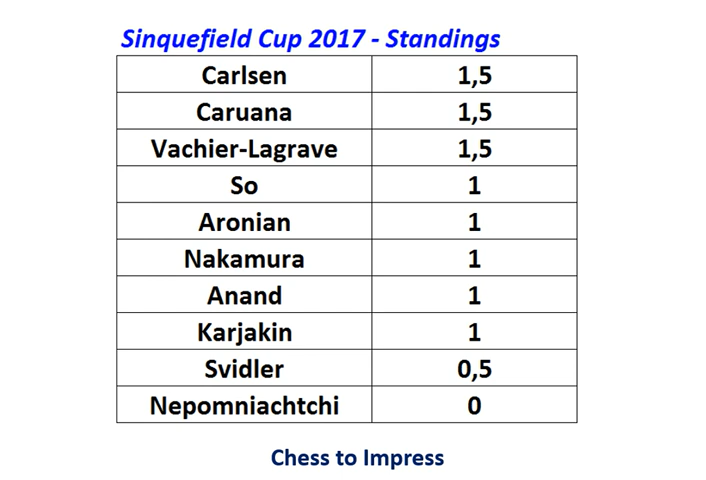 Sinquefield Cup 2017 - Standings
Carlsen 1,5
Caruana 1,5
Vachier-Lagrave 1,5
So 1
Aronian 1
Nakamura 1
Anand 1
Karjakin 1
Svidler 0,5
Nepomniachtchi 0
Chess to Impress